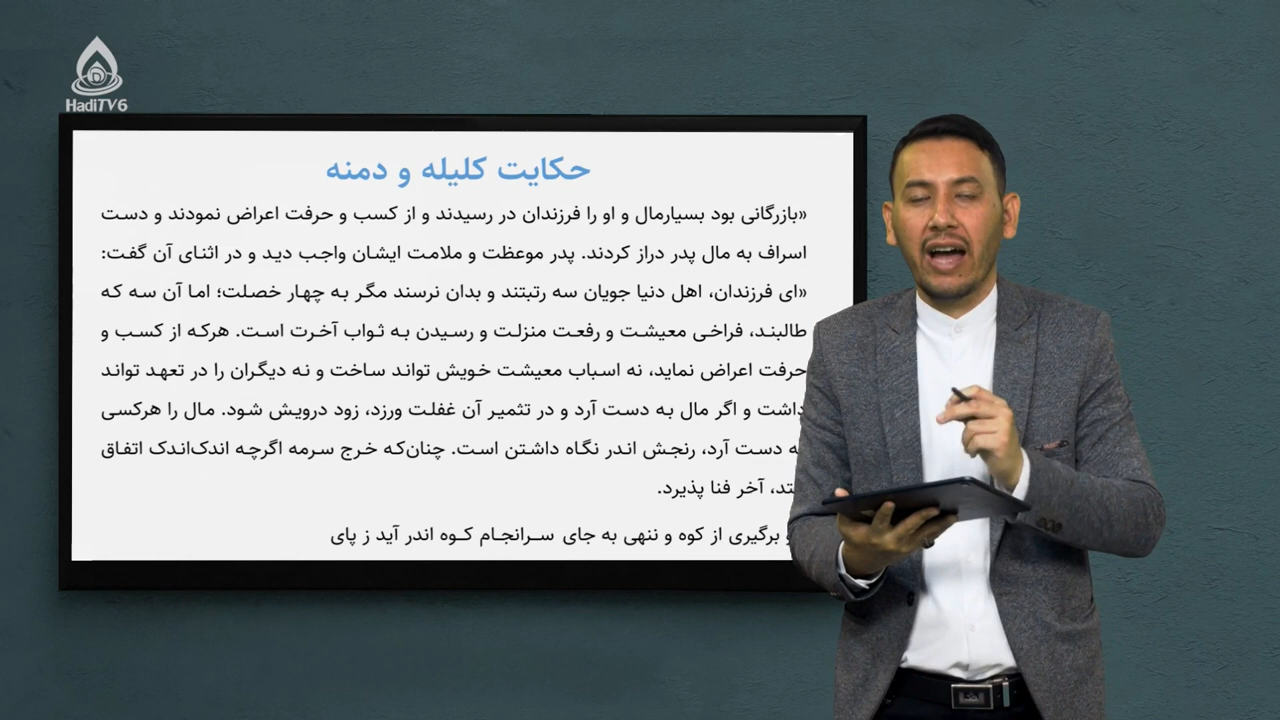 HadiTV6
حکایت کلیله و دمنه
«بازرگانی بود بسیارمال و او را فرزندان در رسیدند و از کسب و حرفت اعراض نمودند و دست
اسراف به مال پدر دراز کردند. پدر موعظت و ملامت ایشان واجب دید و در اثنای آن گفت:
«ای فرزندان، اهل دنیا جویان سه رتبتند و بدان نرسند مگر به چهار خصلت؛ اما آن سه که
طالبند، فراخی معیشت و رفعت منزلت و رسیدن به ثواب آخرت است. هرکه از کسب و
حرفت اعراض نماید، نه اسباب معیشت خویش تواند ساخت و نه دیگران را در تعهد تواند
داشت و اگر مال به دست آرد و در تثمیر آن غفلت ورزد، زود درویش شود. مال را هرکسی
دست آرد، رنجش اندر نگاه داشتن است. چنان‌که خرج سرمه اگرچه اندک‌اندک اتفاق
آخر فنا پذیرد.
برگیری از کوه و ننهی به جای سرانجام کوه اندر آید ز پای